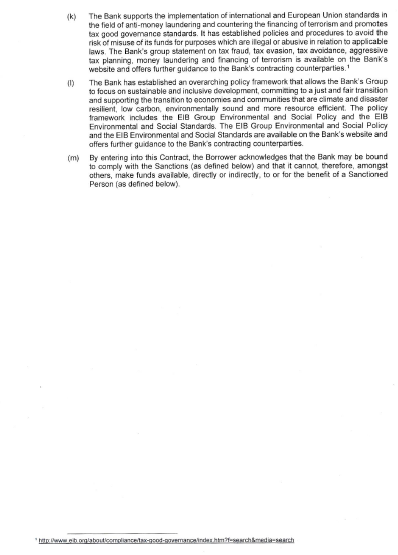 (k) The Bank supports the implementation of international and European Union standards in
the field of anti-money laundering and countering the financing of terrorism and promotes
tax good governance standards. It has established policies and procedures to avoid the
risk of misuse of its funds for purposes which are illegal or abusive in relation to applicable
laws. The Bank's group statement on tax fraud, tax evasion, tax avoidance, aggressive
tax planning, money laundering and financing of terrorism is available on the Bank's
website and offers further guidance to the Bank's contracting counterparties.¹
(l) The Bank has established an overarching policy framework that allows the Bank's Group
to focus on sustainable and inclusive development, committing to a just and fair transition
and supporting the transition to economies and communities that are climate and disaster
resilient, low carbon, environmentally sound and more resource efficient. The policy
framework includes the EIB Group Environmental and Social Policy and the EIB
Environmental and Social Standards. The EIB Group Environmental and Social Policy
and the EIB Environmental and Social Standards are available on the Bank's website and
offers further guidance to the Bank's contracting counterparties.
(m) By entering into this Contract, the Borrower acknowledges that the Bank may be bound
to comply with the Sanctions (as defined below) and that it cannot, therefore, amongst
others, make funds available, directly or indirectly, to or for the benefit of a Sanctioned
Person (as defined below).
¹ http://www.eib.org/about/compliance/tax-good-governance/index.htm?f=search&media=search